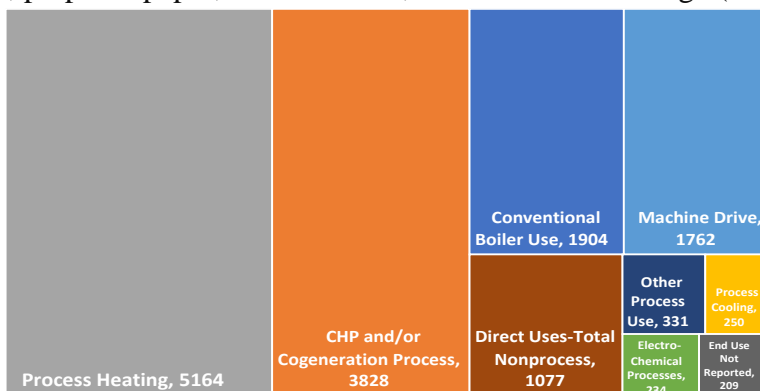 Conventional
Boiler Use, 1904
Machine Drive,
1762
Other
Process
Use, 331
Process
Cooling,
250
Process Heating, 5164
CHP and/or
Cogeneration Process,
3828
Direct Uses-Total
Nonprocess,
1077
Electro-
Chemical
Processes,
234
End Use
Not
Reported,
209